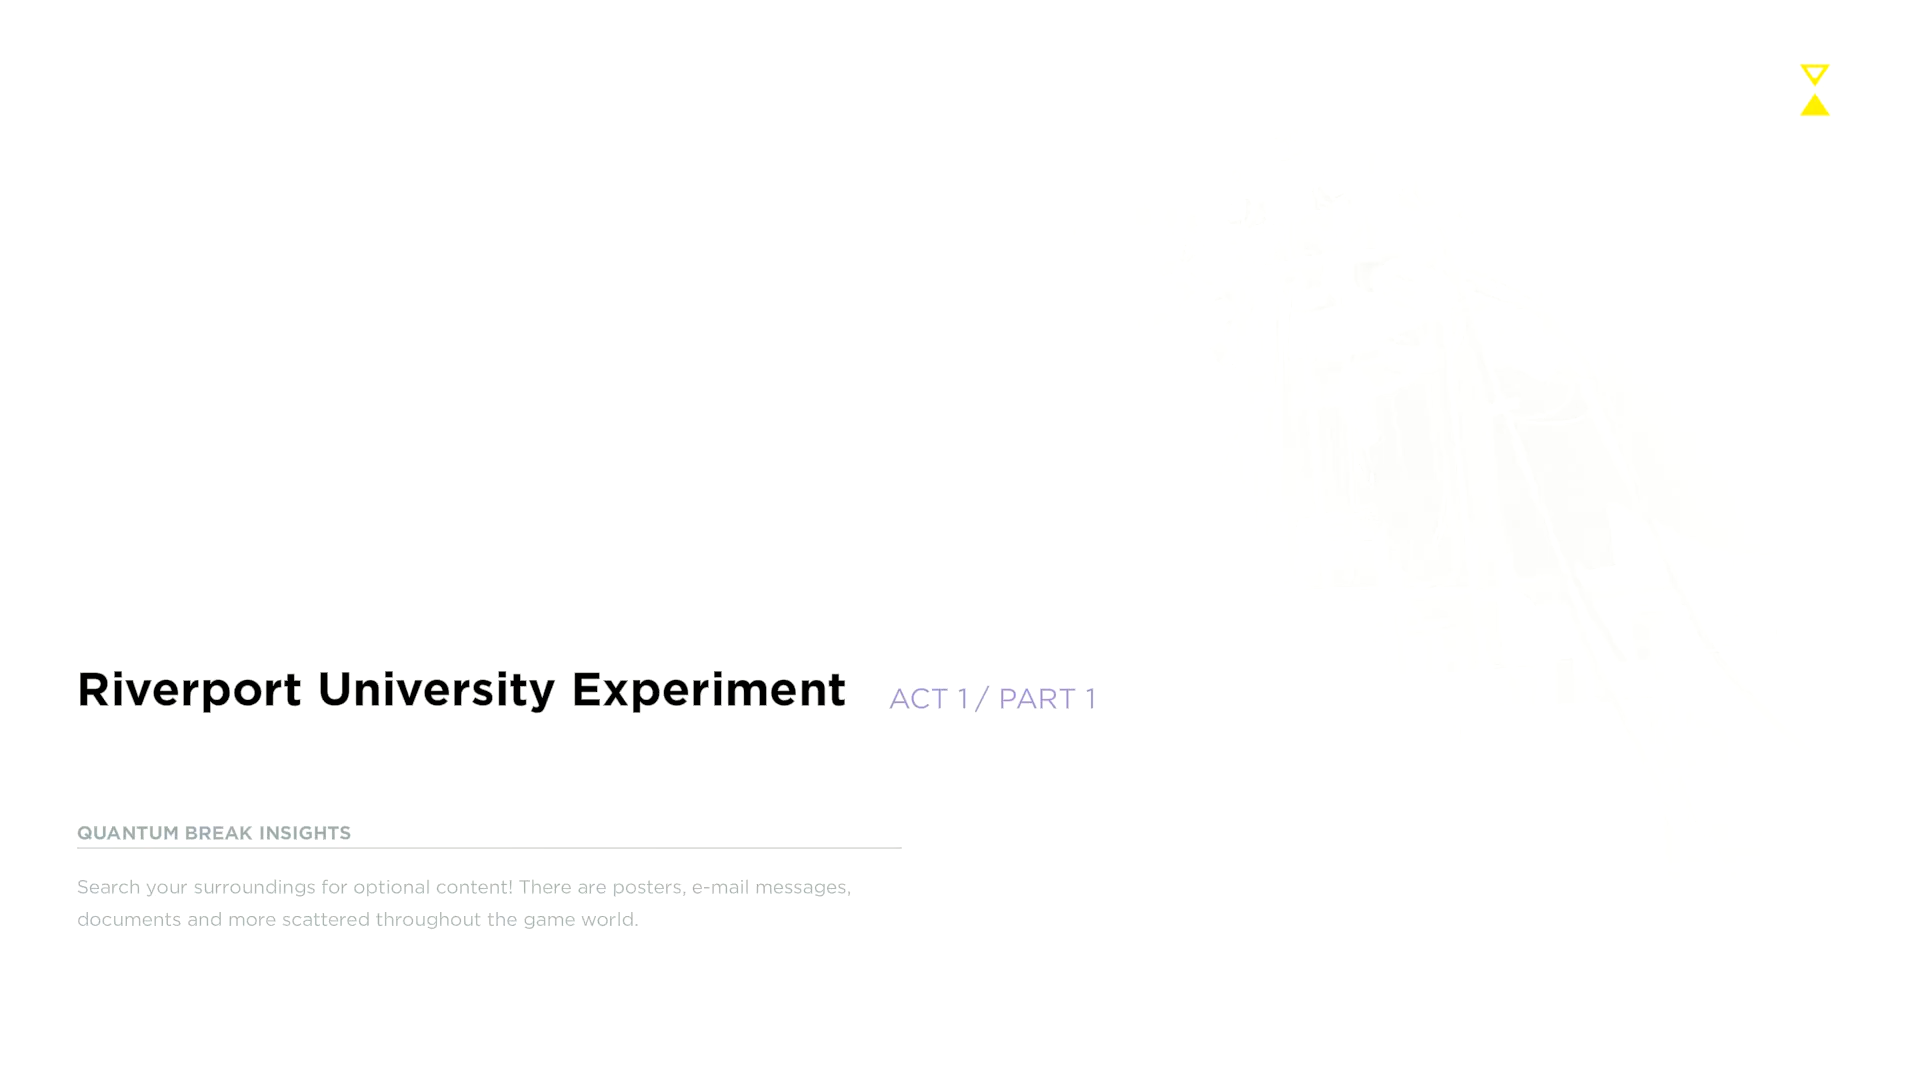 Riverport University Experiment ACT 1 / PART 1
QUANTUM BREAK INSIGHTS
Search your surroundings for optional content! There are posters, e-mail messages,
documents and more scattered throughout the game world.